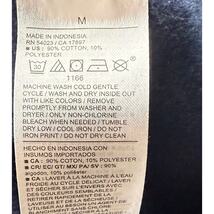 M
MADE IN INDONESIA
RN 54023 / CA 17897
■ US: 90% COTTON, 10%
POLYESTER
30
1166
MACHINE WASH COLD GENTLE
CYCLE / WASH AND DRY INSIDE OUT
WITH LIKE COLORS / REMOVE
PROMPTLY FROM WASHER AND
DRYER / ONLY NON-CHLORINE
BLEACH WHEN NEEDED / TUMBLE
DRY LOW / COOL IRON / DO NOT
IRON PRINT / DO NOT DRY CLEAN
HECHO EN INDONESIA CON
INSUMOS IMPORTADOS
■ CA: 90% COTTON, 10% POLYESTER
■ CR/EC/GT/MX/PA/SV: 90%
algodón, 10% poliéster
■ CA: LAVER À LA MACHINE À L'EAU
FROIDE AU CYCLE DÉLICAT / LAVER